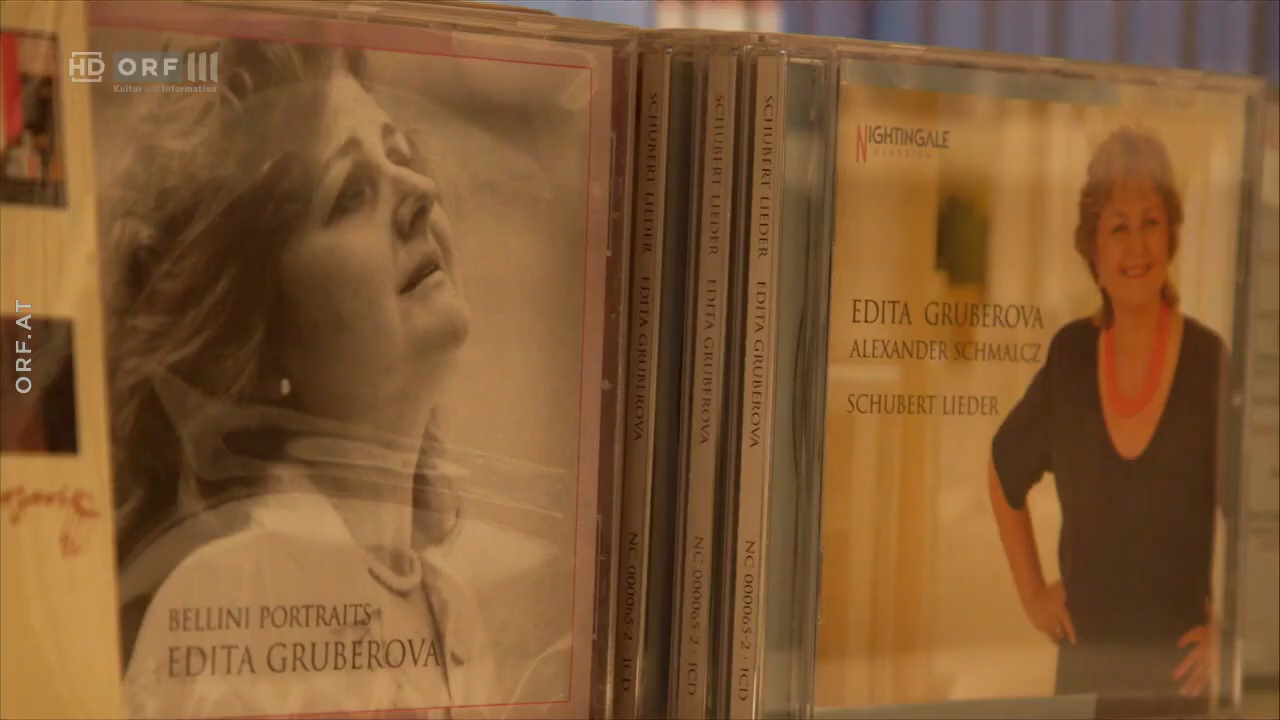 HD ORF III
Kultur und Information
ORF.AT
BELLINI PORTRAITS
EDITA GRUBEROVA
SCHUBERT LIEDER EDITA GRUBEROVA NC 000065-2 · 1CD
SCHUBERT LIEDER EDITA GRUBEROVA NC 000065-2 · 1CD
SCHUBERT LIEDER EDITA GRUBEROVA NC 000065-2 · 1CD
NIGHTINGALE
CLASSICS
EDITA GRUBEROVA
ALEXANDER SCHMALCZ
SCHUBERT LIEDER